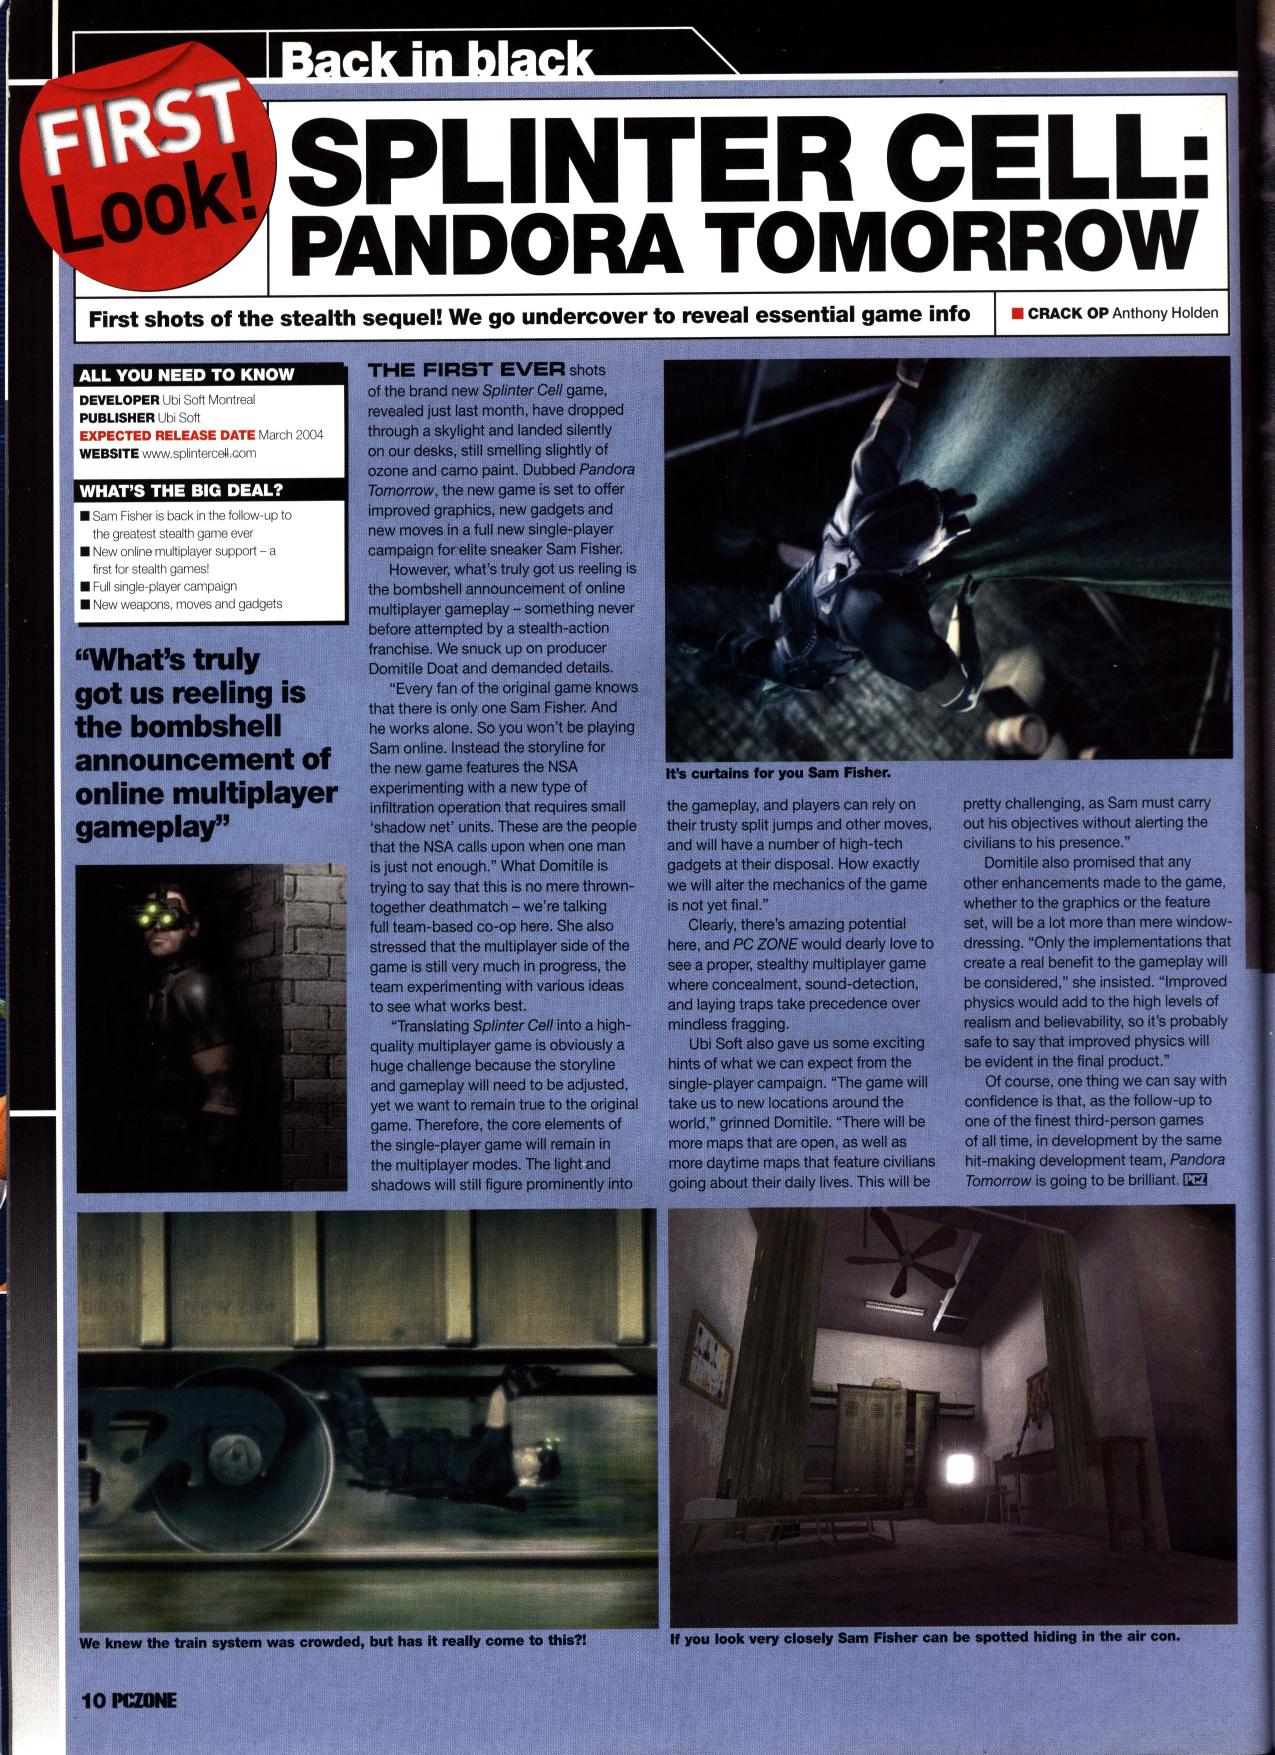 Back in black
FIRST
Look!
SPLINTER CELL:
PANDORA TOMORROW
First shots of the stealth sequel! We go undercover to reveal essential game info
■ CRACK OP Anthony Holden
ALL YOU NEED TO KNOW
DEVELOPER Ubi Soft Montreal
PUBLISHER Ubi Soft
EXPECTED RELEASE DATE March 2004
WEBSITE www.splintercell.com
WHAT'S THE BIG DEAL?
■ Sam Fisher is back in the follow-up to
the greatest stealth game ever
■ New online multiplayer support – a
first for stealth games!
■ Full single-player campaign
■ New weapons, moves and gadgets
“What's truly
got us reeling is
the bombshell
announcement of
online multiplayer
gameplay”
THE FIRST EVER shots
of the brand new Splinter Cell game,
revealed just last month, have dropped
through a skylight and landed silently
on our desks, still smelling slightly of
ozone and camo paint. Dubbed Pandora
Tomorrow, the new game is set to offer
improved graphics, new gadgets and
new moves in a full new single-player
campaign for elite sneaker Sam Fisher.
However, what's truly got us reeling is
the bombshell announcement of online
multiplayer gameplay – something never
before attempted by a stealth-action
franchise. We snuck up on producer
Domitile Doat and demanded details.
“Every fan of the original game knows
that there is only one Sam Fisher. And
he works alone. So you won't be playing
Sam online. Instead the storyline for
the new game features the NSA
experimenting with a new type of
infiltration operation that requires small
‘shadow net’ units. These are the people
that the NSA calls upon when one man
is just not enough.” What Domitile is
trying to say that this is no mere thrown-
together deathmatch – we're talking
full team-based co-op here. She also
stressed that the multiplayer side of the
game is still very much in progress, the
team experimenting with various ideas
to see what works best.
“Translating Splinter Cell into a high-
quality multiplayer game is obviously a
huge challenge because the storyline
and gameplay will need to be adjusted,
yet we want to remain true to the original
game. Therefore, the core elements of
the single-player game will remain in
the multiplayer modes. The light and
shadows will still figure prominently into
It's curtains for you Sam Fisher.
the gameplay, and players can rely on
their trusty split jumps and other moves,
and will have a number of high-tech
gadgets at their disposal. How exactly
we will alter the mechanics of the game
is not yet final.”
Clearly, there's amazing potential
here, and PC ZONE would dearly love to
see a proper, stealthy multiplayer game
where concealment, sound-detection,
and laying traps take precedence over
mindless fragging.
Ubi Soft also gave us some exciting
hints of what we can expect from the
single-player campaign. “The game will
take us to new locations around the
world,” grinned Domitile. “There will be
more maps that are open, as well as
more daytime maps that feature civilians
going about their daily lives. This will be
pretty challenging, as Sam must carry
out his objectives without alerting the
civilians to his presence.”
Domitile also promised that any
other enhancements made to the game,
whether to the graphics or the feature
set, will be a lot more than mere window-
dressing. “Only the implementations that
create a real benefit to the gameplay will
be considered,” she insisted. “Improved
physics would add to the high levels of
realism and believability, so it's probably
safe to say that improved physics will
be evident in the final product.”
Of course, one thing we can say with
confidence is that, as the follow-up to
one of the finest third-person games
of all time, in development by the same
hit-making development team, Pandora
Tomorrow is going to be brilliant. PCZ
We knew the train system was crowded, but has it really come to this?!
If you look very closely Sam Fisher can be spotted hiding in the air con.
10 PCZONE